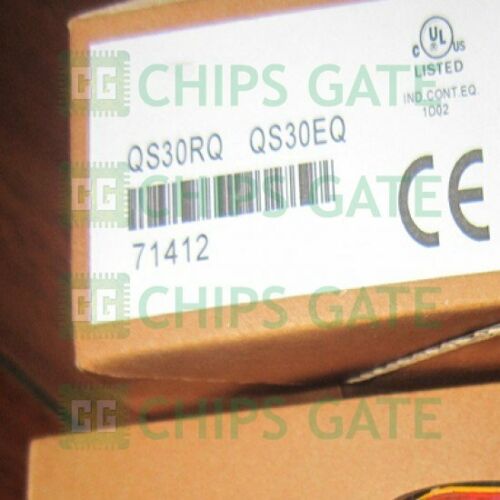 CHIPS GATE
C UL US
LISTED
IND.CONT.EQ.
1D02
QS30RQ QS30EQ
CHIPS GATE
71412
CE
CHIPS GATE
CHIPS GATE